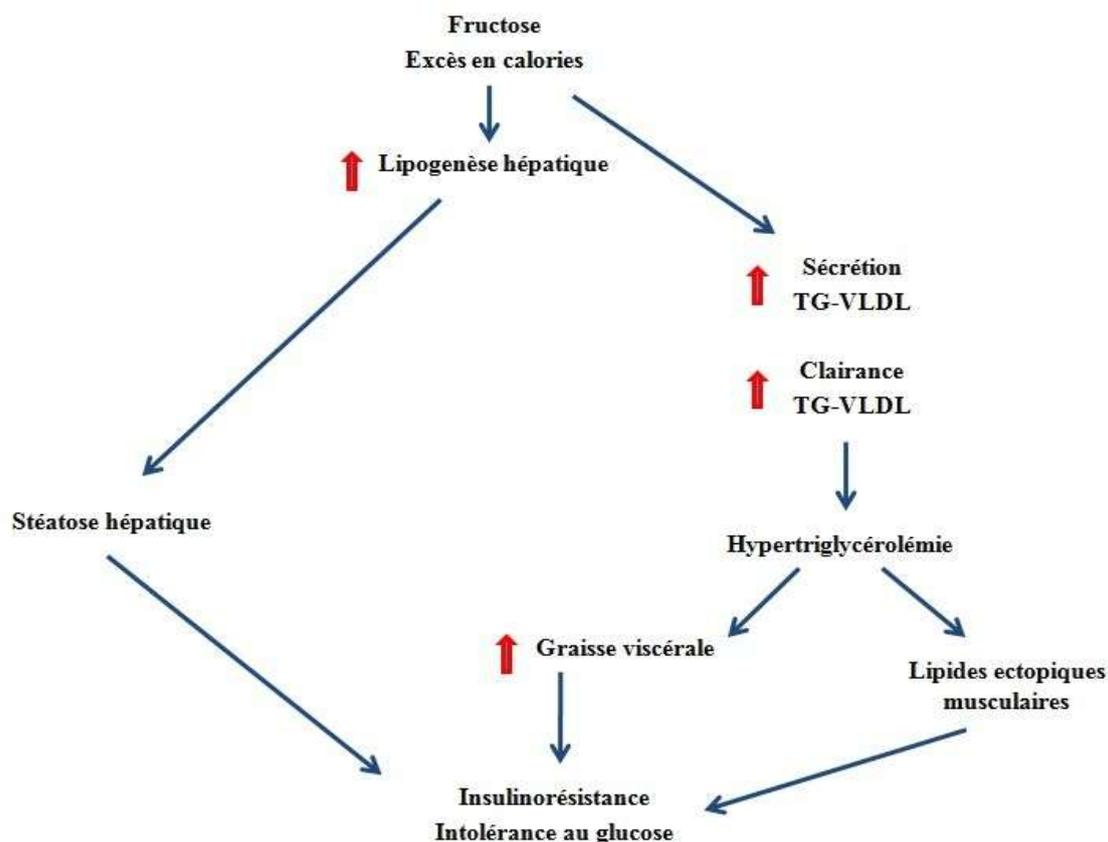 Fructose
Excès en calories
Lipogenèse hépatique
Sécrétion
TG-VLDL
Clairance
TG-VLDL
Stéatose hépatique
Hypertriglycérolémie
Graisse viscérale
Lipides ectopiques
musculaires
Insulinorésistance
Intolérance au glucose